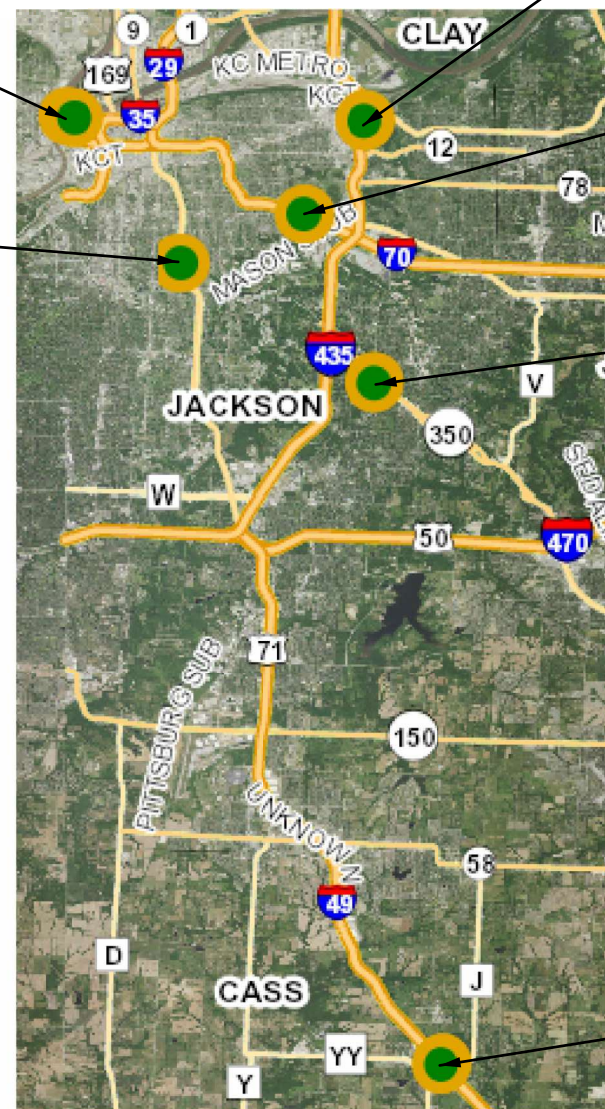 CLAY
9
1
29
169
KC METRO
KCT
35
12
KCT
78
M
MASON SUB
70
435
V
JACKSON
350
W
50
470
71
PITTSBURG SUB
150
UNKNOWN
58
49
D
J
CASS
YY
Y